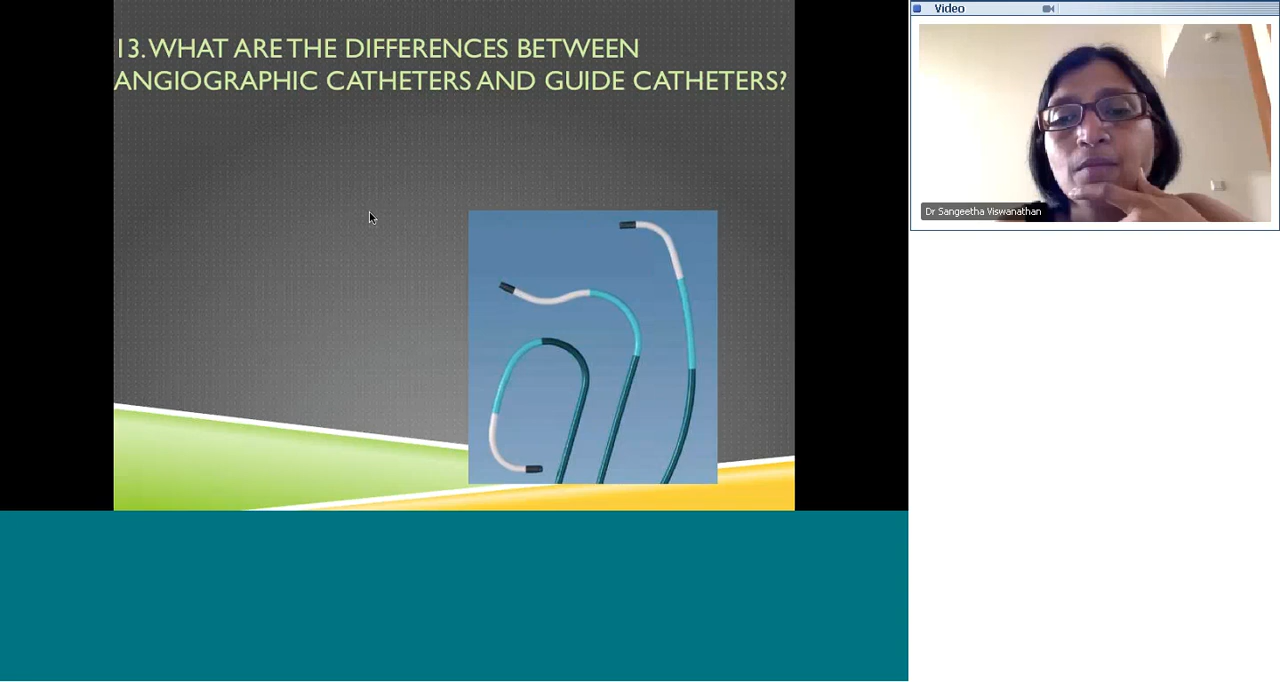 13. WHAT ARE THE DIFFERENCES BETWEEN
ANGIOGRAPHIC CATHETERS AND GUIDE CATHETERS?
Video
Dr Sangeetha Viswanathan